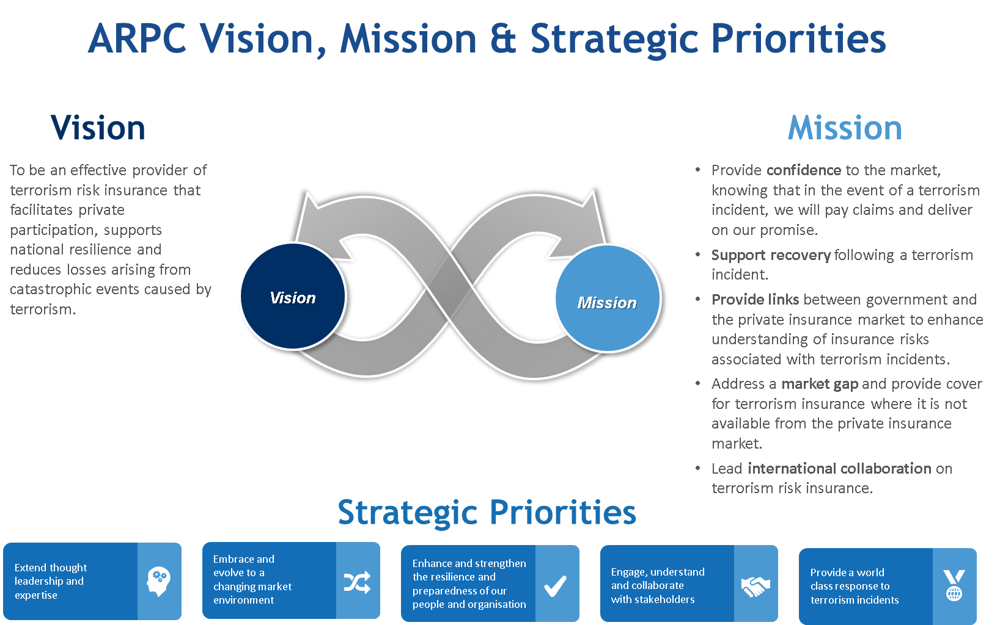 ARPC Vision, Mission & Strategic Priorities
Vision
To be an effective provider of
terrorism risk insurance that
facilitates private
participation, supports
national resilience and
reduces losses arising from
catastrophic events caused by
terrorism.
Vision
Mission
Mission
• Provide confidence to the market,
knowing that in the event of a terrorism
incident, we will pay claims and deliver
on our promise.
• Support recovery following a terrorism
incident.
• Provide links between government and
the private insurance market to enhance
understanding of insurance risks
associated with terrorism incidents.
• Address a market gap and provide cover
for terrorism insurance where it is not
available from the private insurance
market.
• Lead international collaboration on
terrorism risk insurance.
Strategic Priorities
Extend thought
leadership and
expertise
Embrace and
evolve to a
changing market
environment
Enhance and strengthen
the resilience and
preparedness of our
people and organisation
Engage, understand
and collaborate
with stakeholders
Provide a world
class response to
terrorism incidents